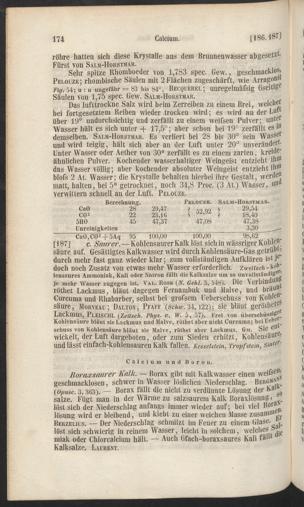 174 Calcium. [186. 187]
röhre hatten sich diese Krystalle aus dem Brunnenwasser abgesetzt.
Fürst von SALM-HORSTMAR.
Sehr spitze Rhomboeder von 1,783 spec. Gew., geschmacklos,
PELOUZE; rhombische Säulen mit 2 Flächen zugeschärft, wie Arragonit
Fig. 54; u : u ungefähr = 83 bis 84°, BECQUEREL; unregelmäßig 6seitige
Säulen von 1,75 spec. Gew. SALM-HORSTMAR.
Das lufttrockne Salz wird beim Zerreiben zu einem Brei, welcher
bei fortgesetztem Reiben wieder trocken wird; es wird an der Luft
über 19° undurchsichtig und zerfällt zu einem weißen Pulver; unter
Wasser hält es sich unter + 17,5°; aber schon bei 19° zerfällt es in
demselben. SALM-HORSTMAR. Es verliert bei 28 bis 30° sein Wasser
und wird teigig, hält sich aber an der Luft unter 20° unverändert.
Unter Wasser oder Aether von 30° zerfällt es zu einem zarten, kreide-
ähnlichen Pulver. Kochender wasserhaltiger Weingeist entzieht ihm
das Wasser völlig; aber kochender absoluter Weingeist entzieht ihm
bloß 2 At. Wasser; die Krystalle behalten hierbei ihre Gestalt, werden
matt, halten, bei 5° getrocknet, noch 34,8 Proc. (3 At.) Wasser, und
verwittern schnell an der Luft. PELOUZE.
Berechnung. PELOUZE. SALM-HORSTMAR.
CaO 28 29,47 } 52,92 { 29,54
CO² 22 23,16 18,45
5HO 45 47,37 47,08 47,38
Unreinigkeiten 3,30
CaO,CO² + 5Aq 95 100,00 100,00 98,62
[187] c. Saurer. — Kohlensaurer Kalk löst sich in wässriger Kohlen-
säure auf. Gesättigtes Kalkwasser wird durch Kohlensäure-Gas getrübt,
durch mehr fast ganz wieder klar; zum vollständigen Aufklären ist je-
doch noch Zusatz von etwas mehr Wasser erforderlich. Zweifach-koh-
lensaures Ammoniak, Kali oder Natron fällt die Kalksalze um so unvollständiger,
je mehr Wasser zugegen ist. VAL. ROSE (N. Gehl. 3, 548). Die Verbindung
röthet Lackmus, bläut dagegen Fernambuk und Malve, und bräunt
Curcuma und Rhabarber, selbst bei großem Ueberschuss von Kohlen-
säure, MORVEAU; DALTON; PFAFF (Schw. 35, 122); sie bläut geröthetes
Lackmus, PLEISCHL (Zeitsch. Phys. v. W. 5, 57). Frei von überschüssiger
Kohlensäure bläut sie Lackmus und Malve, röthet aber nicht Curcuma; bei Ueber-
schuss von Kohlensäure bläut sie Malve, röthet aber Lackmus. GM. Sie ent-
wickelt, der Luft dargeboten, oder zum Sieden erhitzt, Kohlensäure,
und lässt einfach-kohlensauren Kalk fallen. Kesselstein, Tropfstein, Sinter.
Calcium und Boron.
Boraxsaurer Kalk. — Borax gibt mit Kalkwasser einen weißen,
geschmacklosen, schwer in Wasser löslichen Niederschlag. BERGMAN
(Opusc. 3, 363). — Borax fällt die nicht zu verdünnte Lösung der Kalk-
salze. Fügt man in der Wärme zu salzsaurem Kalk Boraxlösung, so
löst sich der Niederschlag anfangs immer wieder auf; bei viel Borax-
lösung wird er bleibend, und klebt zu einer weichen Masse zusammen.
BERZELIUS. — Der Niederschlag schmilzt im Feuer zu einem Glase. Er
löst sich schwierig in reinem Wasser, leicht in solchem, welches Sal-
miak oder Chlorcalcium hält. — Auch 6fach-boraxsaures Kali fällt die
Kalksalze. LAURENT.